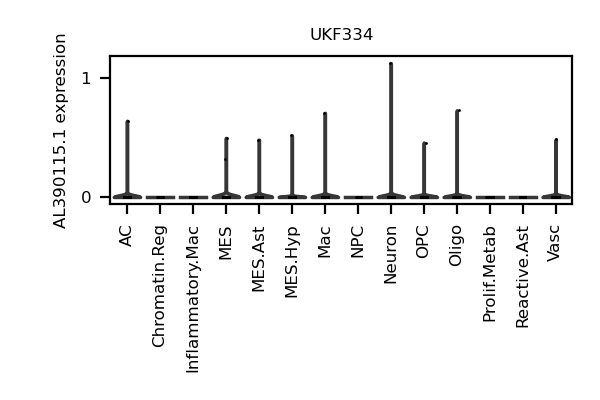 UKF334
AL390115.1 expression
1
0
AC
Chromatin.Reg
Inflammatory.Mac
MES
MES.Ast
MES.Hyp
Mac
NPC
Neuron
OPC
Oligo
Prolif.Metab
Reactive.Ast
Vasc